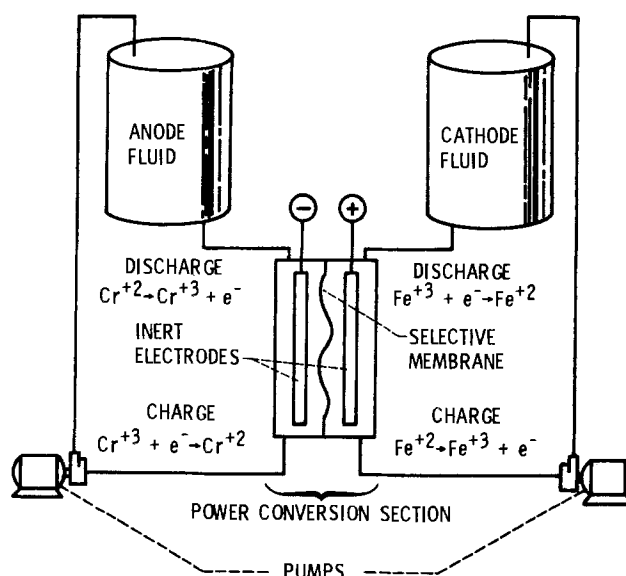 ANODE
FLUID
CATHODE
FLUID
−
+
DISCHARGE
Cr⁺²→Cr⁺³ + e⁻
DISCHARGE
Fe⁺³ + e⁻→Fe⁺²
INERT
ELECTRODES
SELECTIVE
MEMBRANE
CHARGE
Cr⁺³ + e⁻→Cr⁺²
CHARGE
Fe⁺²→Fe⁺³ + e⁻
POWER CONVERSION SECTION
PUMPS